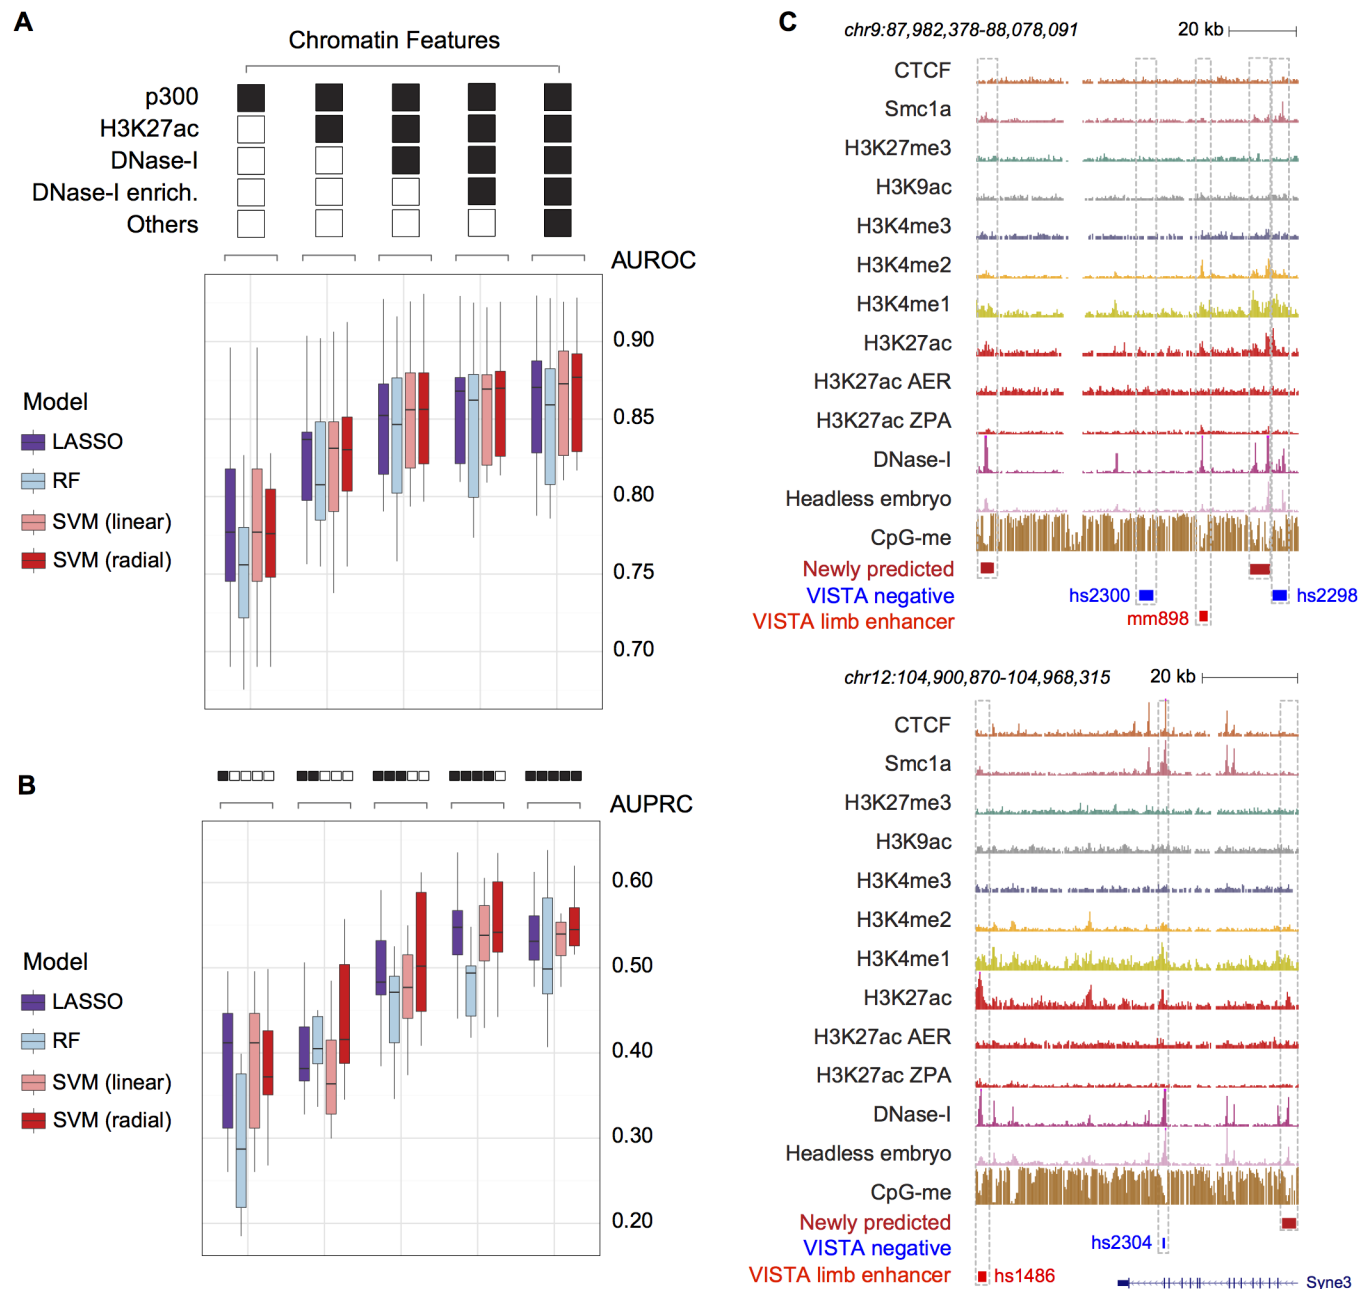 A
Chromatin Features
p300
H3K27ac
DNase-I
DNase-I enrich.
Others
AUROC
0.90
0.85
0.80
0.75
0.70
Model
LASSO
RF
SVM (linear)
SVM (radial)
B
AUPRC
0.60
0.50
0.40
0.30
0.20
Model
LASSO
RF
SVM (linear)
SVM (radial)
C
chr9:87,982,378-88,078,091
20 kb
CTCF
Smc1a
H3K27me3
H3K9ac
H3K4me3
H3K4me2
H3K4me1
H3K27ac
H3K27ac AER
H3K27ac ZPA
DNase-I
Headless embryo
CpG-me
Newly predicted
VISTA negative hs2300 hs2298
VISTA limb enhancer mm898
chr12:104,900,870-104,968,315
20 kb
CTCF
Smc1a
H3K27me3
H3K9ac
H3K4me3
H3K4me2
H3K4me1
H3K27ac
H3K27ac AER
H3K27ac ZPA
DNase-I
Headless embryo
CpG-me
Newly predicted
VISTA negative hs2304
VISTA limb enhancer hs1486
Syne3